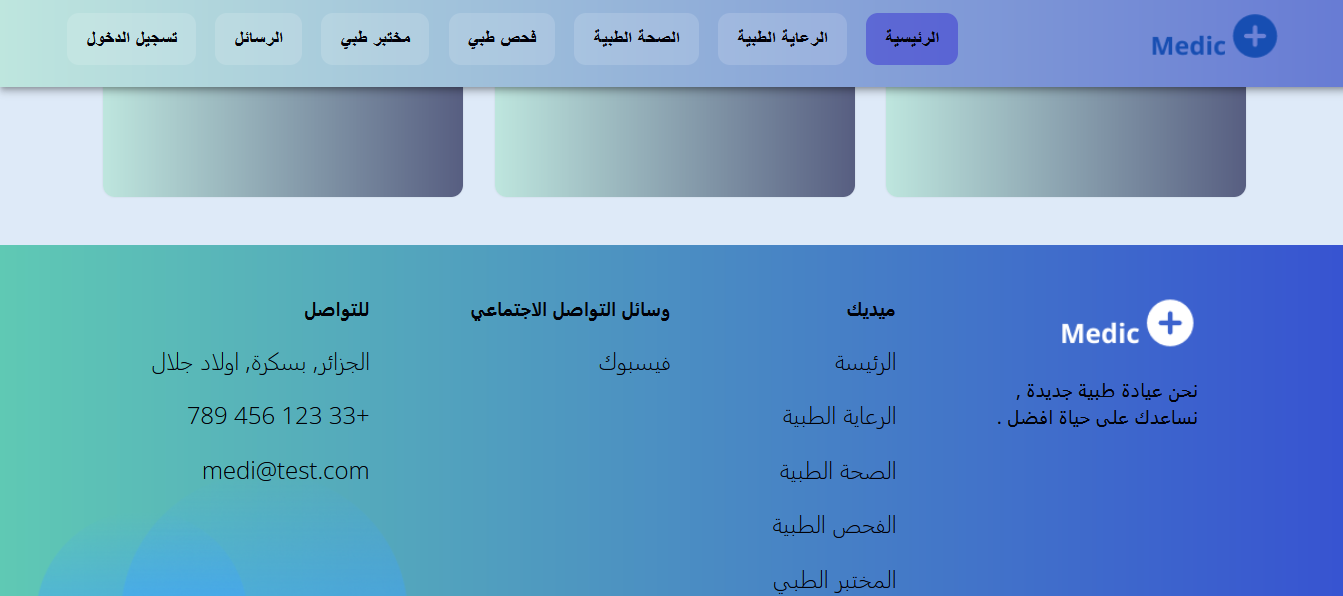 Medic
الرئيسية
الرعاية الطبية
الصحة الطبية
فحص طبي
مختبر طبي
الرسائل
تسجيل الدخول
Medic
نحن عيادة طبية جديدة ,
نساعدك على حياة افضل .
ميديك
الرئيسة
الرعاية الطبية
الصحة الطبية
الفحص الطبية
المختبر الطبي
وسائل التواصل الاجتماعي
فيسبوك
للتواصل
الجزائر, بسكرة, اولاد جلال
789 456 123 33+
medi@test.com